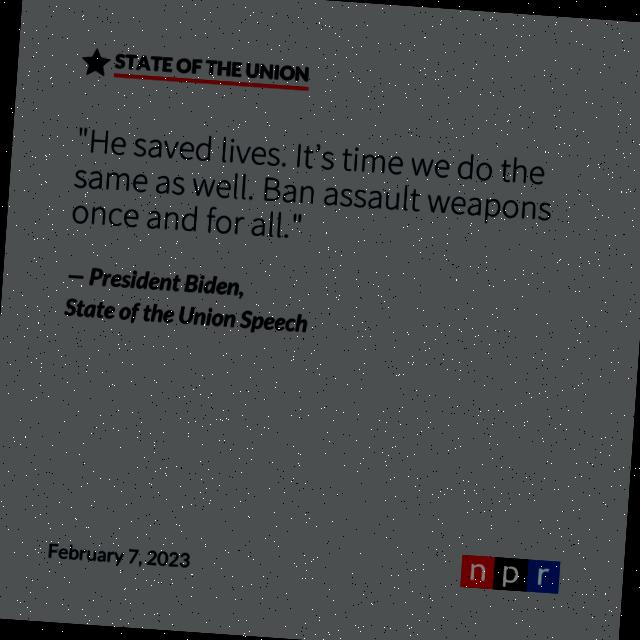 STATE OF THE UNION
"He saved lives. It's time we do the
same as well. Ban assault weapons
once and for all."
— President Biden,
State of the Union Speech
February 7, 2023
npr